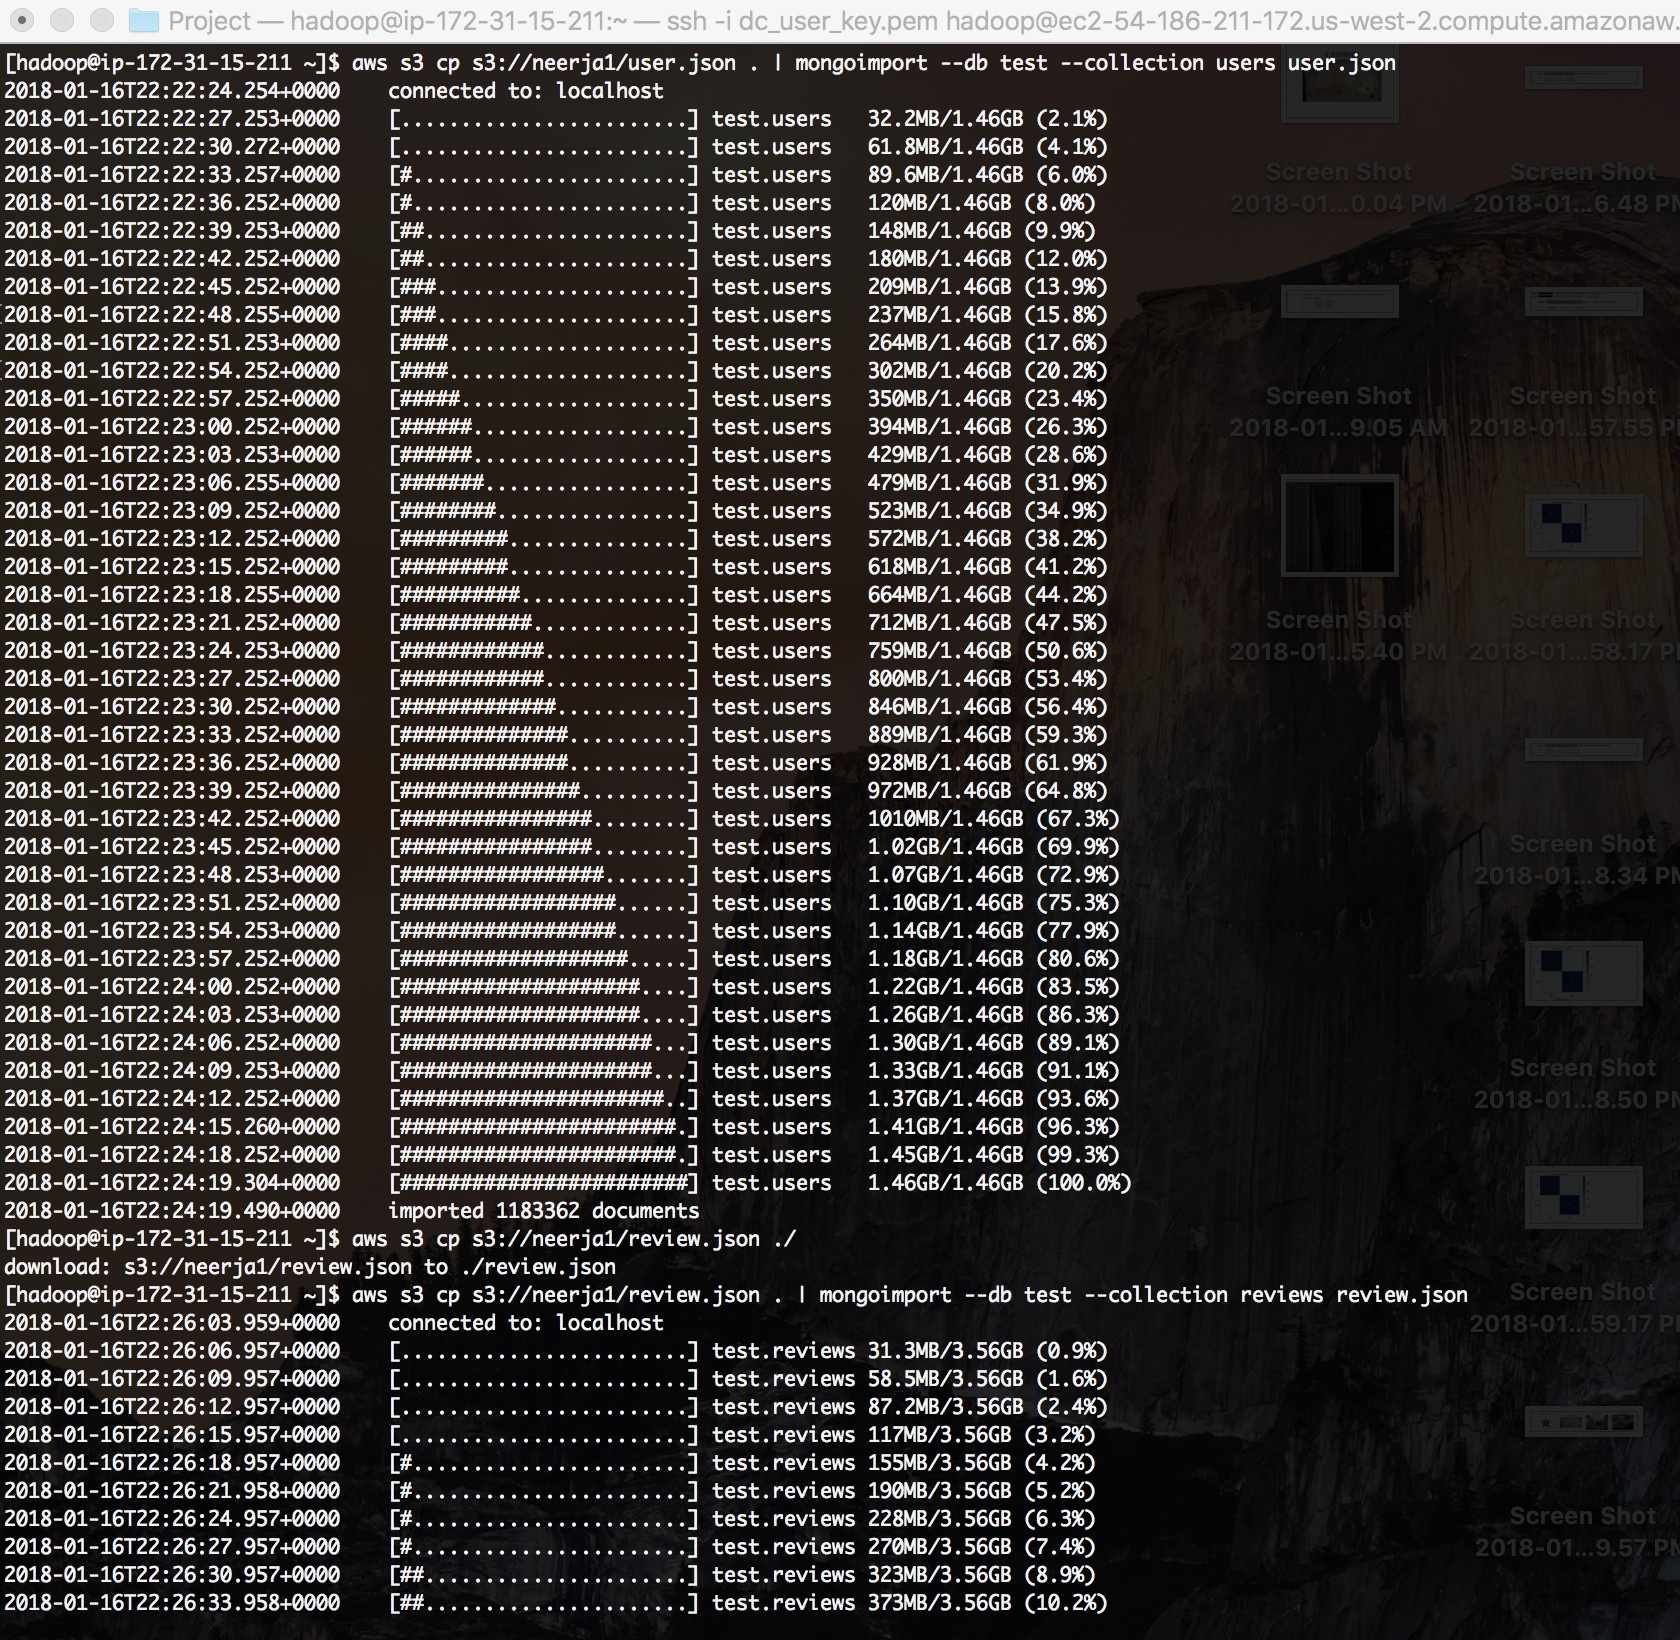 Project — hadoop@ip-172-31-15-211:~ — ssh -i dc_user_key.pem hadoop@ec2-54-186-211-172.us-west-2.compute.amazonaw.
[hadoop@ip-172-31-15-211 ~]$ aws s3 cp s3://neerja1/user.json . | mongoimport --db test --collection users user.json
2018-01-16T22:22:24.254+0000 connected to: localhost
2018-01-16T22:22:27.253+0000 [........................] test.users 32.2MB/1.46GB (2.1%)
2018-01-16T22:22:30.272+0000 [........................] test.users 61.8MB/1.46GB (4.1%)
2018-01-16T22:22:33.257+0000 [#.......................] test.users 89.6MB/1.46GB (6.0%)
2018-01-16T22:22:36.252+0000 [#.......................] test.users 120MB/1.46GB (8.0%)
2018-01-16T22:22:39.253+0000 [##......................] test.users 148MB/1.46GB (9.9%)
2018-01-16T22:22:42.252+0000 [##......................] test.users 180MB/1.46GB (12.0%)
2018-01-16T22:22:45.252+0000 [###.....................] test.users 209MB/1.46GB (13.9%)
2018-01-16T22:22:48.255+0000 [###.....................] test.users 237MB/1.46GB (15.8%)
2018-01-16T22:22:51.253+0000 [####....................] test.users 264MB/1.46GB (17.6%)
2018-01-16T22:22:54.252+0000 [####....................] test.users 302MB/1.46GB (20.2%)
2018-01-16T22:22:57.252+0000 [#####...................] test.users 350MB/1.46GB (23.4%)
2018-01-16T22:23:00.252+0000 [######..................] test.users 394MB/1.46GB (26.3%)
2018-01-16T22:23:03.253+0000 [######..................] test.users 429MB/1.46GB (28.6%)
2018-01-16T22:23:06.255+0000 [#######.................] test.users 479MB/1.46GB (31.9%)
2018-01-16T22:23:09.252+0000 [########................] test.users 523MB/1.46GB (34.9%)
2018-01-16T22:23:12.252+0000 [#########...............] test.users 572MB/1.46GB (38.2%)
2018-01-16T22:23:15.252+0000 [#########...............] test.users 618MB/1.46GB (41.2%)
2018-01-16T22:23:18.255+0000 [##########..............] test.users 664MB/1.46GB (44.2%)
2018-01-16T22:23:21.252+0000 [###########.............] test.users 712MB/1.46GB (47.5%)
2018-01-16T22:23:24.253+0000 [############............] test.users 759MB/1.46GB (50.6%)
2018-01-16T22:23:27.252+0000 [############............] test.users 800MB/1.46GB (53.4%)
2018-01-16T22:23:30.252+0000 [#############...........] test.users 846MB/1.46GB (56.4%)
2018-01-16T22:23:33.252+0000 [##############..........] test.users 889MB/1.46GB (59.3%)
2018-01-16T22:23:36.252+0000 [##############..........] test.users 928MB/1.46GB (61.9%)
2018-01-16T22:23:39.252+0000 [###############.........] test.users 972MB/1.46GB (64.8%)
2018-01-16T22:23:42.252+0000 [################........] test.users 1010MB/1.46GB (67.3%)
2018-01-16T22:23:45.252+0000 [################........] test.users 1.02GB/1.46GB (69.9%)
2018-01-16T22:23:48.253+0000 [#################.......] test.users 1.07GB/1.46GB (72.9%)
2018-01-16T22:23:51.252+0000 [##################......] test.users 1.10GB/1.46GB (75.3%)
2018-01-16T22:23:54.253+0000 [##################......] test.users 1.14GB/1.46GB (77.9%)
2018-01-16T22:23:57.252+0000 [###################.....] test.users 1.18GB/1.46GB (80.6%)
2018-01-16T22:24:00.252+0000 [####################....] test.users 1.22GB/1.46GB (83.5%)
2018-01-16T22:24:03.253+0000 [####################....] test.users 1.26GB/1.46GB (86.3%)
2018-01-16T22:24:06.252+0000 [#####################...] test.users 1.30GB/1.46GB (89.1%)
2018-01-16T22:24:09.253+0000 [#####################...] test.users 1.33GB/1.46GB (91.1%)
2018-01-16T22:24:12.252+0000 [######################..] test.users 1.37GB/1.46GB (93.6%)
2018-01-16T22:24:15.260+0000 [#######################.] test.users 1.41GB/1.46GB (96.3%)
2018-01-16T22:24:18.252+0000 [#######################.] test.users 1.45GB/1.46GB (99.3%)
2018-01-16T22:24:19.304+0000 [########################] test.users 1.46GB/1.46GB (100.0%)
2018-01-16T22:24:19.490+0000 imported 1183362 documents
[hadoop@ip-172-31-15-211 ~]$ aws s3 cp s3://neerja1/review.json ./
download: s3://neerja1/review.json to ./review.json
[hadoop@ip-172-31-15-211 ~]$ aws s3 cp s3://neerja1/review.json . | mongoimport --db test --collection reviews review.json
2018-01-16T22:26:03.959+0000 connected to: localhost
2018-01-16T22:26:06.957+0000 [........................] test.reviews 31.3MB/3.56GB (0.9%)
2018-01-16T22:26:09.957+0000 [........................] test.reviews 58.5MB/3.56GB (1.6%)
2018-01-16T22:26:12.957+0000 [........................] test.reviews 87.2MB/3.56GB (2.4%)
2018-01-16T22:26:15.957+0000 [........................] test.reviews 117MB/3.56GB (3.2%)
2018-01-16T22:26:18.957+0000 [#.......................] test.reviews 155MB/3.56GB (4.2%)
2018-01-16T22:26:21.958+0000 [#.......................] test.reviews 190MB/3.56GB (5.2%)
2018-01-16T22:26:24.957+0000 [#.......................] test.reviews 228MB/3.56GB (6.3%)
2018-01-16T22:26:27.957+0000 [#.......................] test.reviews 270MB/3.56GB (7.4%)
2018-01-16T22:26:30.957+0000 [##......................] test.reviews 323MB/3.56GB (8.9%)
2018-01-16T22:26:33.958+0000 [##......................] test.reviews 373MB/3.56GB (10.2%)
Screen Shot
2018-01...0.04 PM
Screen Shot
2018-01...6.48 PM
Screen Shot
2018-01...9.05 AM
Screen Shot
2018-01...57.55 P
Screen Shot
2018-01...5.40 PM
Screen Shot
2018-01...58.17 P
Screen Shot
2018-01...8.34 PM
Screen Shot
2018-01...8.50 PM
Screen Shot
2018-01...59.17 P
Screen Shot
2018-01...9.57 PM